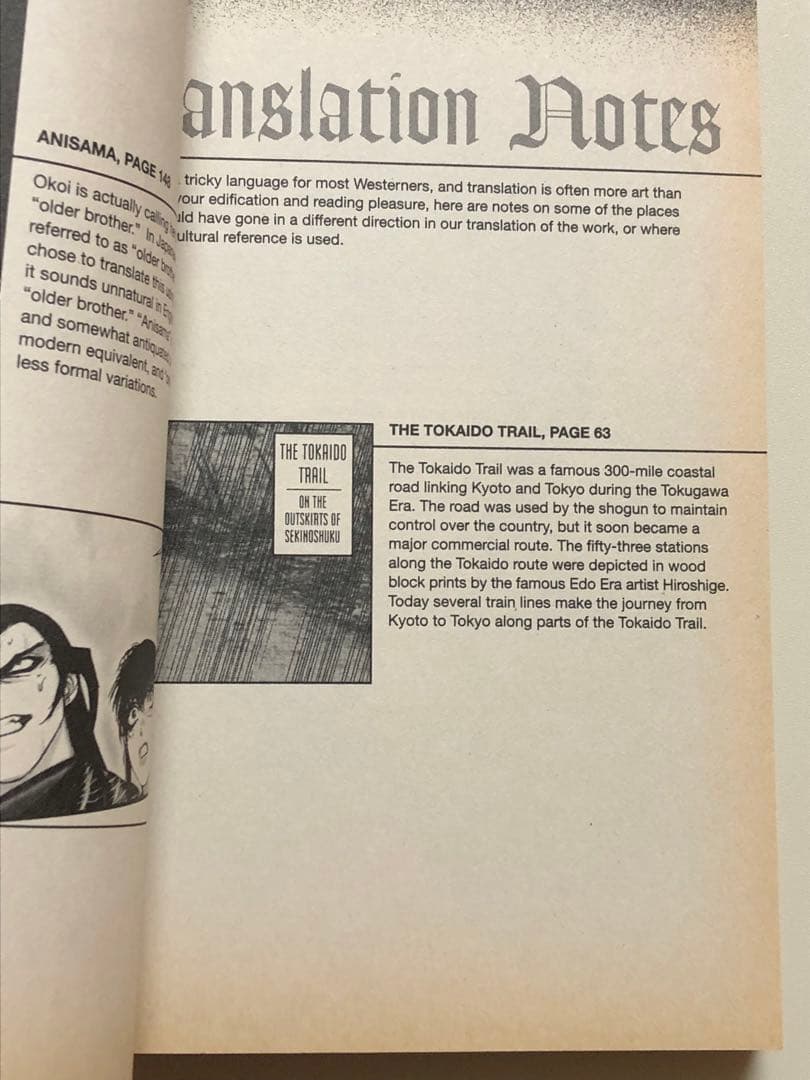 ANISAMA, PAGE 148
Okoi is actually calling
"older brother." In
referred to as "older
chose to translate this
it sounds unnatural in
"older brother." "Anisama"
and somewhat antiquated
modern equivalent, and
less formal variations.
anslation Notes
tricky language for most Westerners, and translation is often more art than
our edification and reading pleasure, here are notes on some of the places
uld have gone in a different direction in our translation of the work, or where
ultural reference is used.
THE TOKAIDO
TRAIL
ON THE
OUTSKIRTS OF
SEKINOSHUKU
THE TOKAIDO TRAIL, PAGE 63
The Tokaido Trail was a famous 300-mile coastal
road linking Kyoto and Tokyo during the Tokugawa
Era. The road was used by the shogun to maintain
control over the country, but it soon became a
major commercial route. The fifty-three stations
along the Tokaido route were depicted in wood
block prints by the famous Edo Era artist Hiroshige.
Today several train lines make the journey from
Kyoto to Tokyo along parts of the Tokaido Trail.